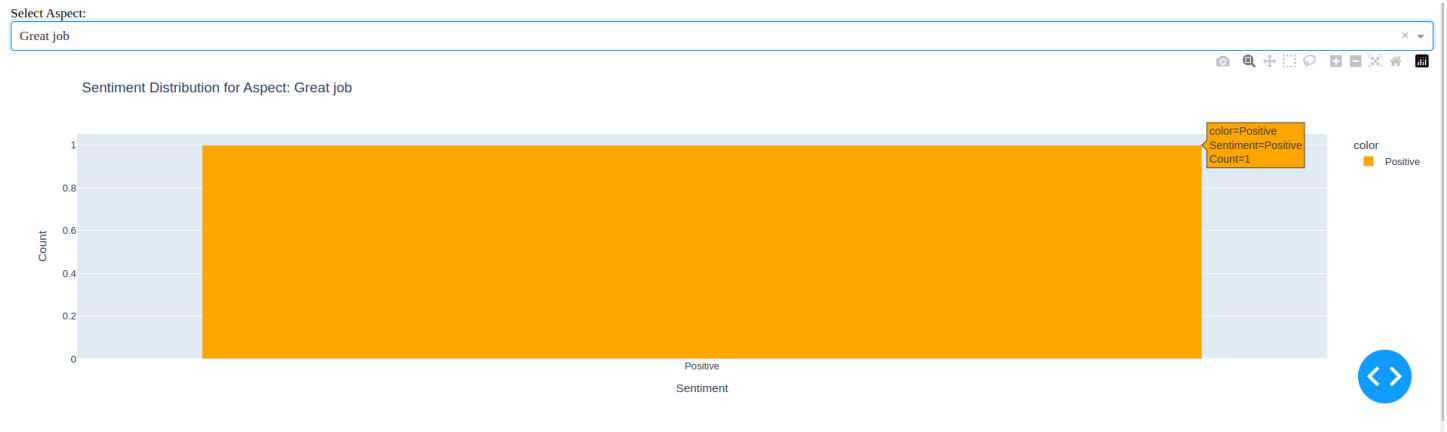 Select Aspect:
Great job
Sentiment Distribution for Aspect: Great job
color=Positive
Sentiment=Positive
Count=1
color
Positive
1
0.8
0.6
0.4
0.2
0
Count
Positive
Sentiment